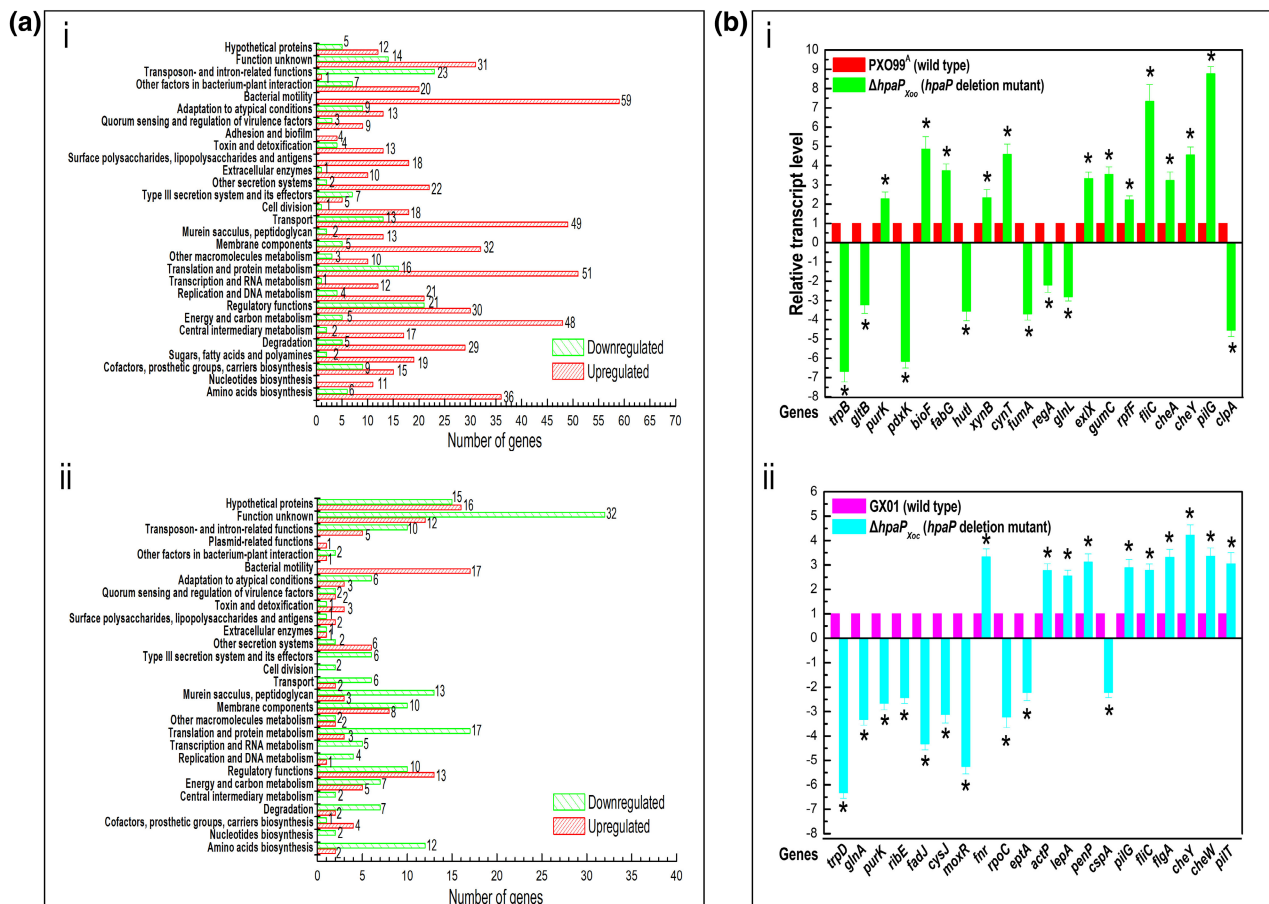 (a)
i
Hypothetical proteins 5 12
Function unknown 14 31
Transposon- and intron-related functions 23 1
Other factors in bacterium-plant interaction 7 20
Bacterial motility 59
Adaptation to atypical conditions 9 13
Quorum sensing and regulation of virulence factors 3 9
Adhesion and biofilm 4
Toxin and detoxification 4 13
Surface polysaccharides, lipopolysaccharides and antigens 18
Extracellular enzymes 1 10
Other secretion systems 2 22
Type III secretion system and its effectors 7 5
Cell division 1 18
Transport 13 49
Murein sacculus, peptidoglycan 2 13
Membrane components 5 32
Other macromolecules metabolism 3 10
Translation and protein metabolism 16 51
Transcription and RNA metabolism 1 12
Replication and DNA metabolism 4 21
Regulatory functions 21 30
Energy and carbon metabolism 5 48
Central intermediary metabolism 2 17
Degradation 5 29
Sugars, fatty acids and polyamines 2 19
Cofactors, prosthetic groups, carriers biosynthesis 9 15
Nucleotides biosynthesis 11
Amino acids biosynthesis 6 36
Downregulated
Upregulated
0 5 10 15 20 25 30 35 40 45 50 60 70
Number of genes
ii
Hypothetical proteins 15 16
Function unknown 32 12
Transposon- and intron-related functions 10 5
Plasmid-related functions 1
Other factors in bacterium-plant interaction 2 1
Bacterial motility 17
Adaptation to atypical conditions 6 3
Quorum sensing and regulation of virulence factors 2 2
Toxin and detoxification 1 3
Surface polysaccharides, lipopolysaccharides and antigens 1 2
Extracellular enzymes 1 1
Other secretion systems 2 6
Type III secretion system and its effectors 6
Cell division 2
Transport 6 2
Murein sacculus, peptidoglycan 13 3
Membrane components 10 8
Other macromolecules metabolism 2 2
Translation and protein metabolism 17 3
Transcription and RNA metabolism 5
Replication and DNA metabolism 4 1
Regulatory functions 10 13
Energy and carbon metabolism 7 5
Central intermediary metabolism 2
Degradation 7 2
Cofactors, prosthetic groups, carriers biosynthesis 1 4
Nucleotides biosynthesis 2
Amino acids biosynthesis 12 2
Downregulated
Upregulated
0 5 10 15 20 25 30 35 40
Number of genes
(b)
i
Relative transcript level
10 9 8 7 6 5 4 3 2 1 0 -2 -3 -4 -5 -6 -7 -8
PXO99A (wild type)
ΔhpaPXoo (hpaP deletion mutant)
* * * * * * * * * * * * * * * * * * * * *
Genes trpB gltB purK pdxK bioF fabG hutI xynB cynT fumA regA glnL exlX gumC rpfF fliC cheA cheY pilG clpA
ii
6 5 4 3 2 1 0 -2 -3 -4 -5 -6 -7 -8
GX01 (wild type)
ΔhpaPXoc (hpaP deletion mutant)
* * * * * * * * * * * * * * * * * * * *
Genes trpD glnA purK ribE fadJ cysJ moxR fnr rpoC eptA actP lepA penP cspA pilG fliC flgA cheY cheW pilT